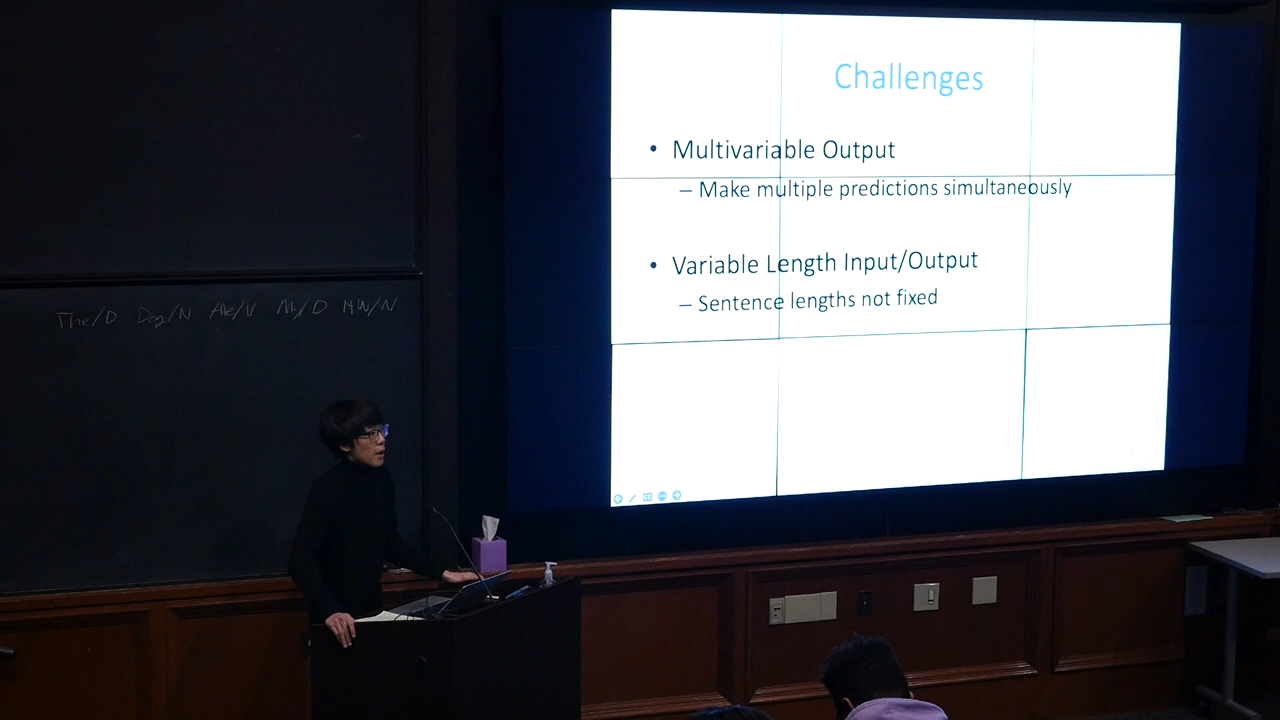 Challenges
• Multivariable Output
– Make multiple predictions simultaneously
• Variable Length Input/Output
– Sentence lengths not fixed
The/D Dog/N Ate/V My/D HW/N